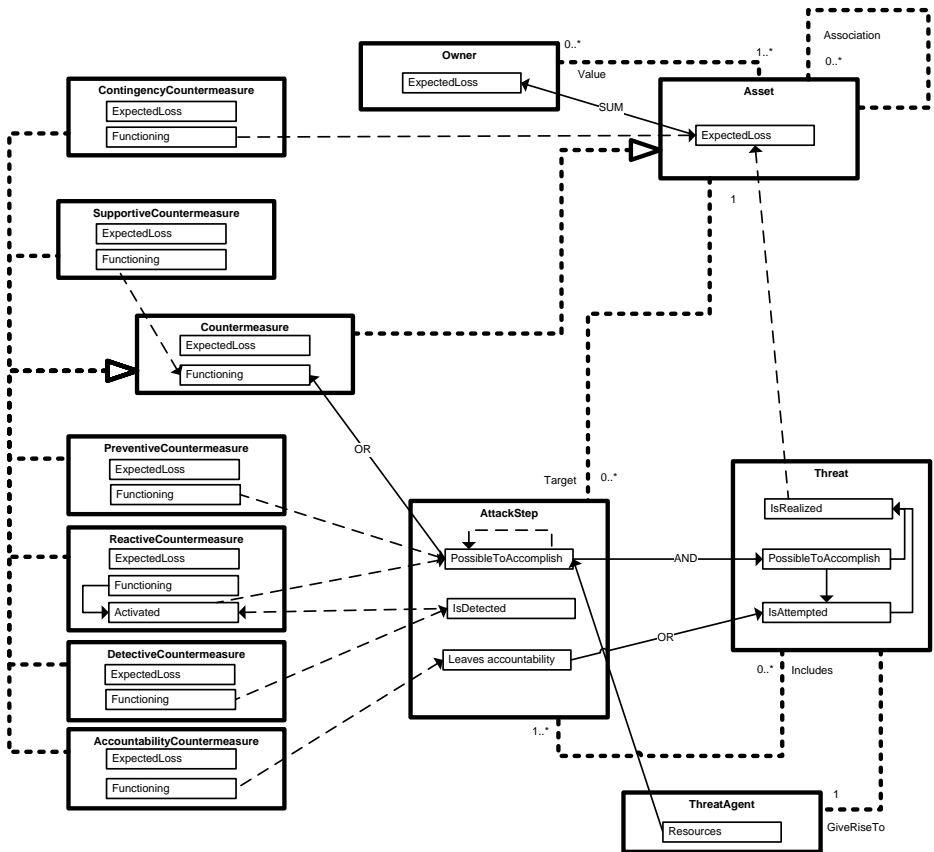 Owner
ExpectedLoss
0..*
Value
1..*
Association
0..*
Asset
ExpectedLoss
SUM
1
ContingencyCountermeasure
ExpectedLoss
Functioning
SupportiveCountermeasure
ExpectedLoss
Functioning
Countermeasure
ExpectedLoss
Functioning
OR
PreventiveCountermeasure
ExpectedLoss
Functioning
ReactiveCountermeasure
ExpectedLoss
Functioning
Activated
DetectiveCountermeasure
ExpectedLoss
Functioning
AccountabilityCountermeasure
ExpectedLoss
Functioning
Target
0..*
AttackStep
PossibleToAccomplish
IsDetected
Leaves accountability
AND
OR
Threat
IsRealized
PossibleToAccomplish
IsAttempted
0..*
Includes
1..*
1
GiveRiseTo
ThreatAgent
Resources